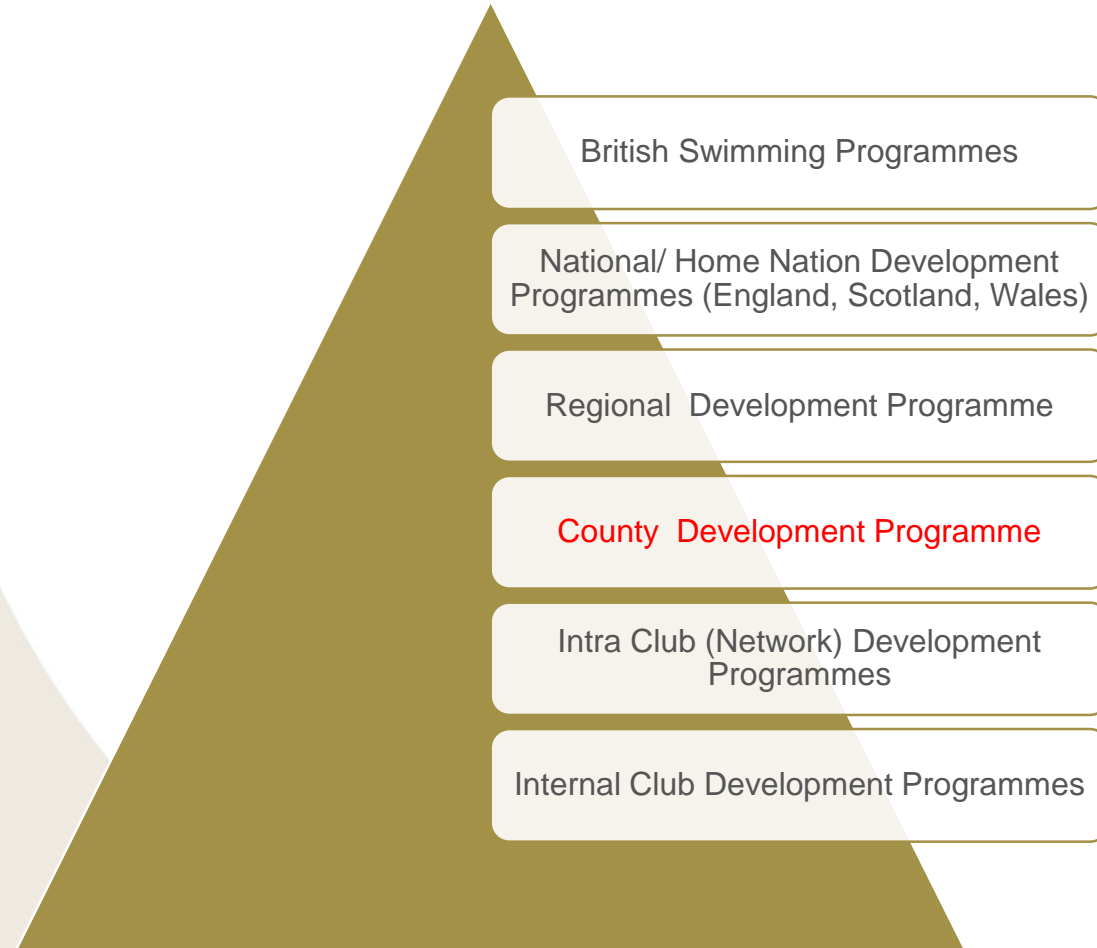 British Swimming Programmes
National/ Home Nation Development
Programmes (England, Scotland, Wales)
Regional  Development Programme
County  Development Programme
Intra Club (Network) Development
Programmes
Internal Club Development Programmes